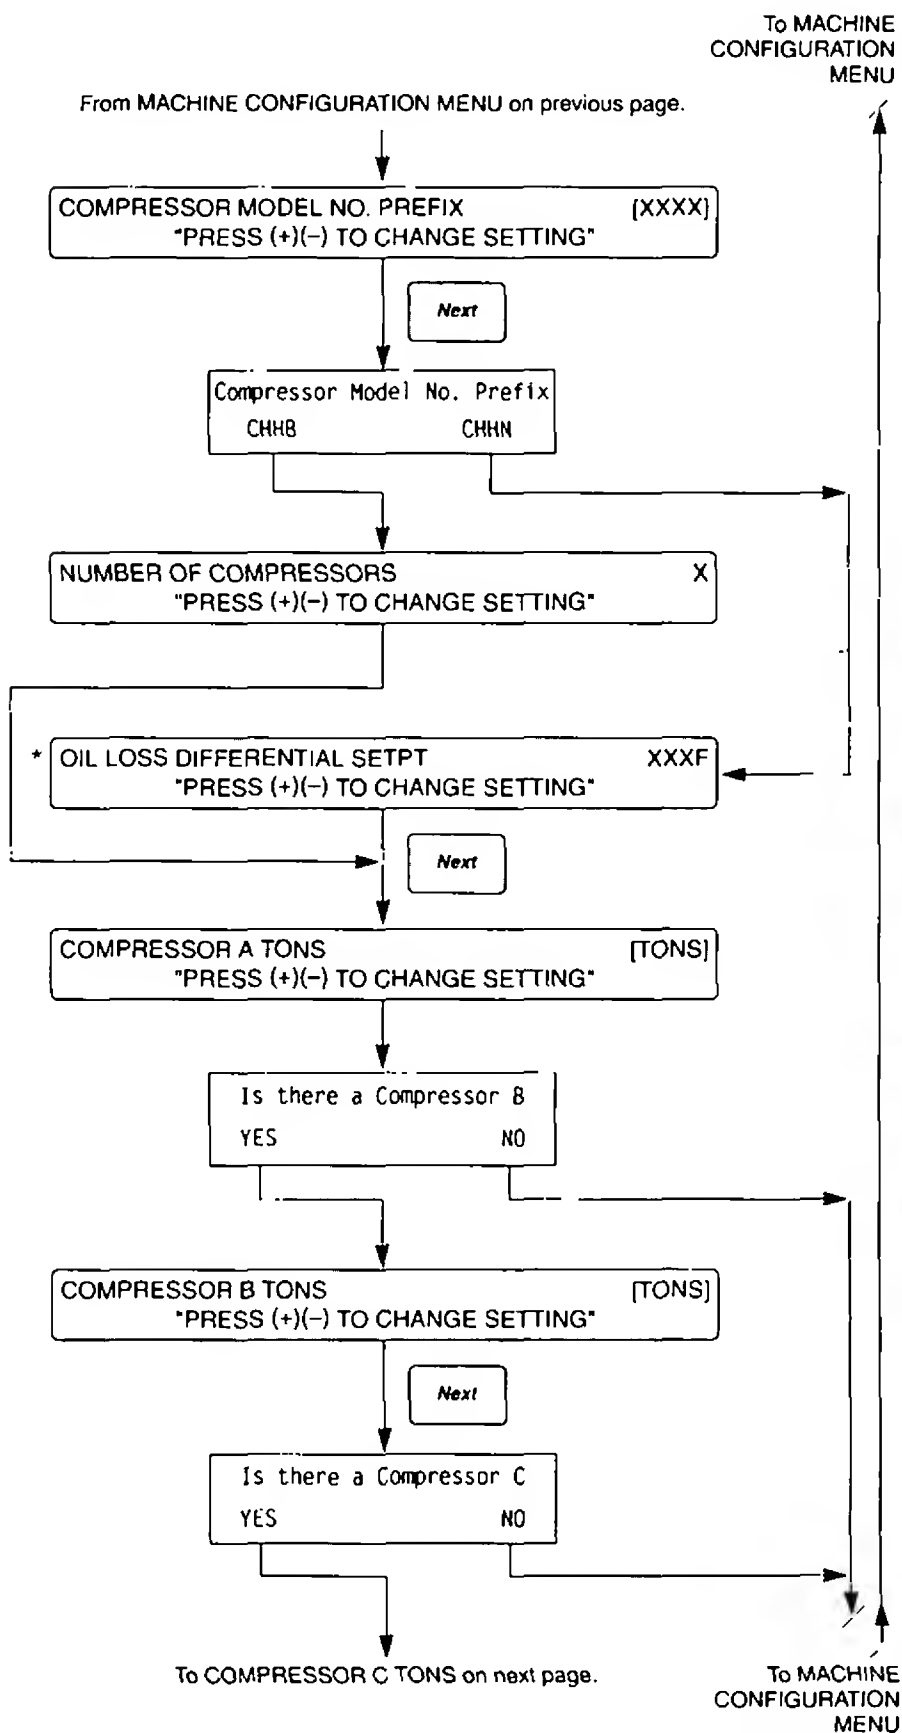 To MACHINE
CONFIGURATION
MENU
From MACHINE CONFIGURATION MENU on previous page.
COMPRESSOR MODEL NO. PREFIX [XXXX]
"PRESS (+)(–) TO CHANGE SETTING"
Next
Compressor Model No. Prefix
CHHB CHHN
NUMBER OF COMPRESSORS X
"PRESS (+)(–) TO CHANGE SETTING"
* OIL LOSS DIFFERENTIAL SETPT XXXF
"PRESS (+)(–) TO CHANGE SETTING"
Next
COMPRESSOR A TONS [TONS]
"PRESS (+)(–) TO CHANGE SETTING"
Is there a Compressor B
YES NO
COMPRESSOR B TONS [TONS]
"PRESS (+)(–) TO CHANGE SETTING"
Next
Is there a Compressor C
YES NO
To COMPRESSOR C TONS on next page.
To MACHINE
CONFIGURATION
MENU